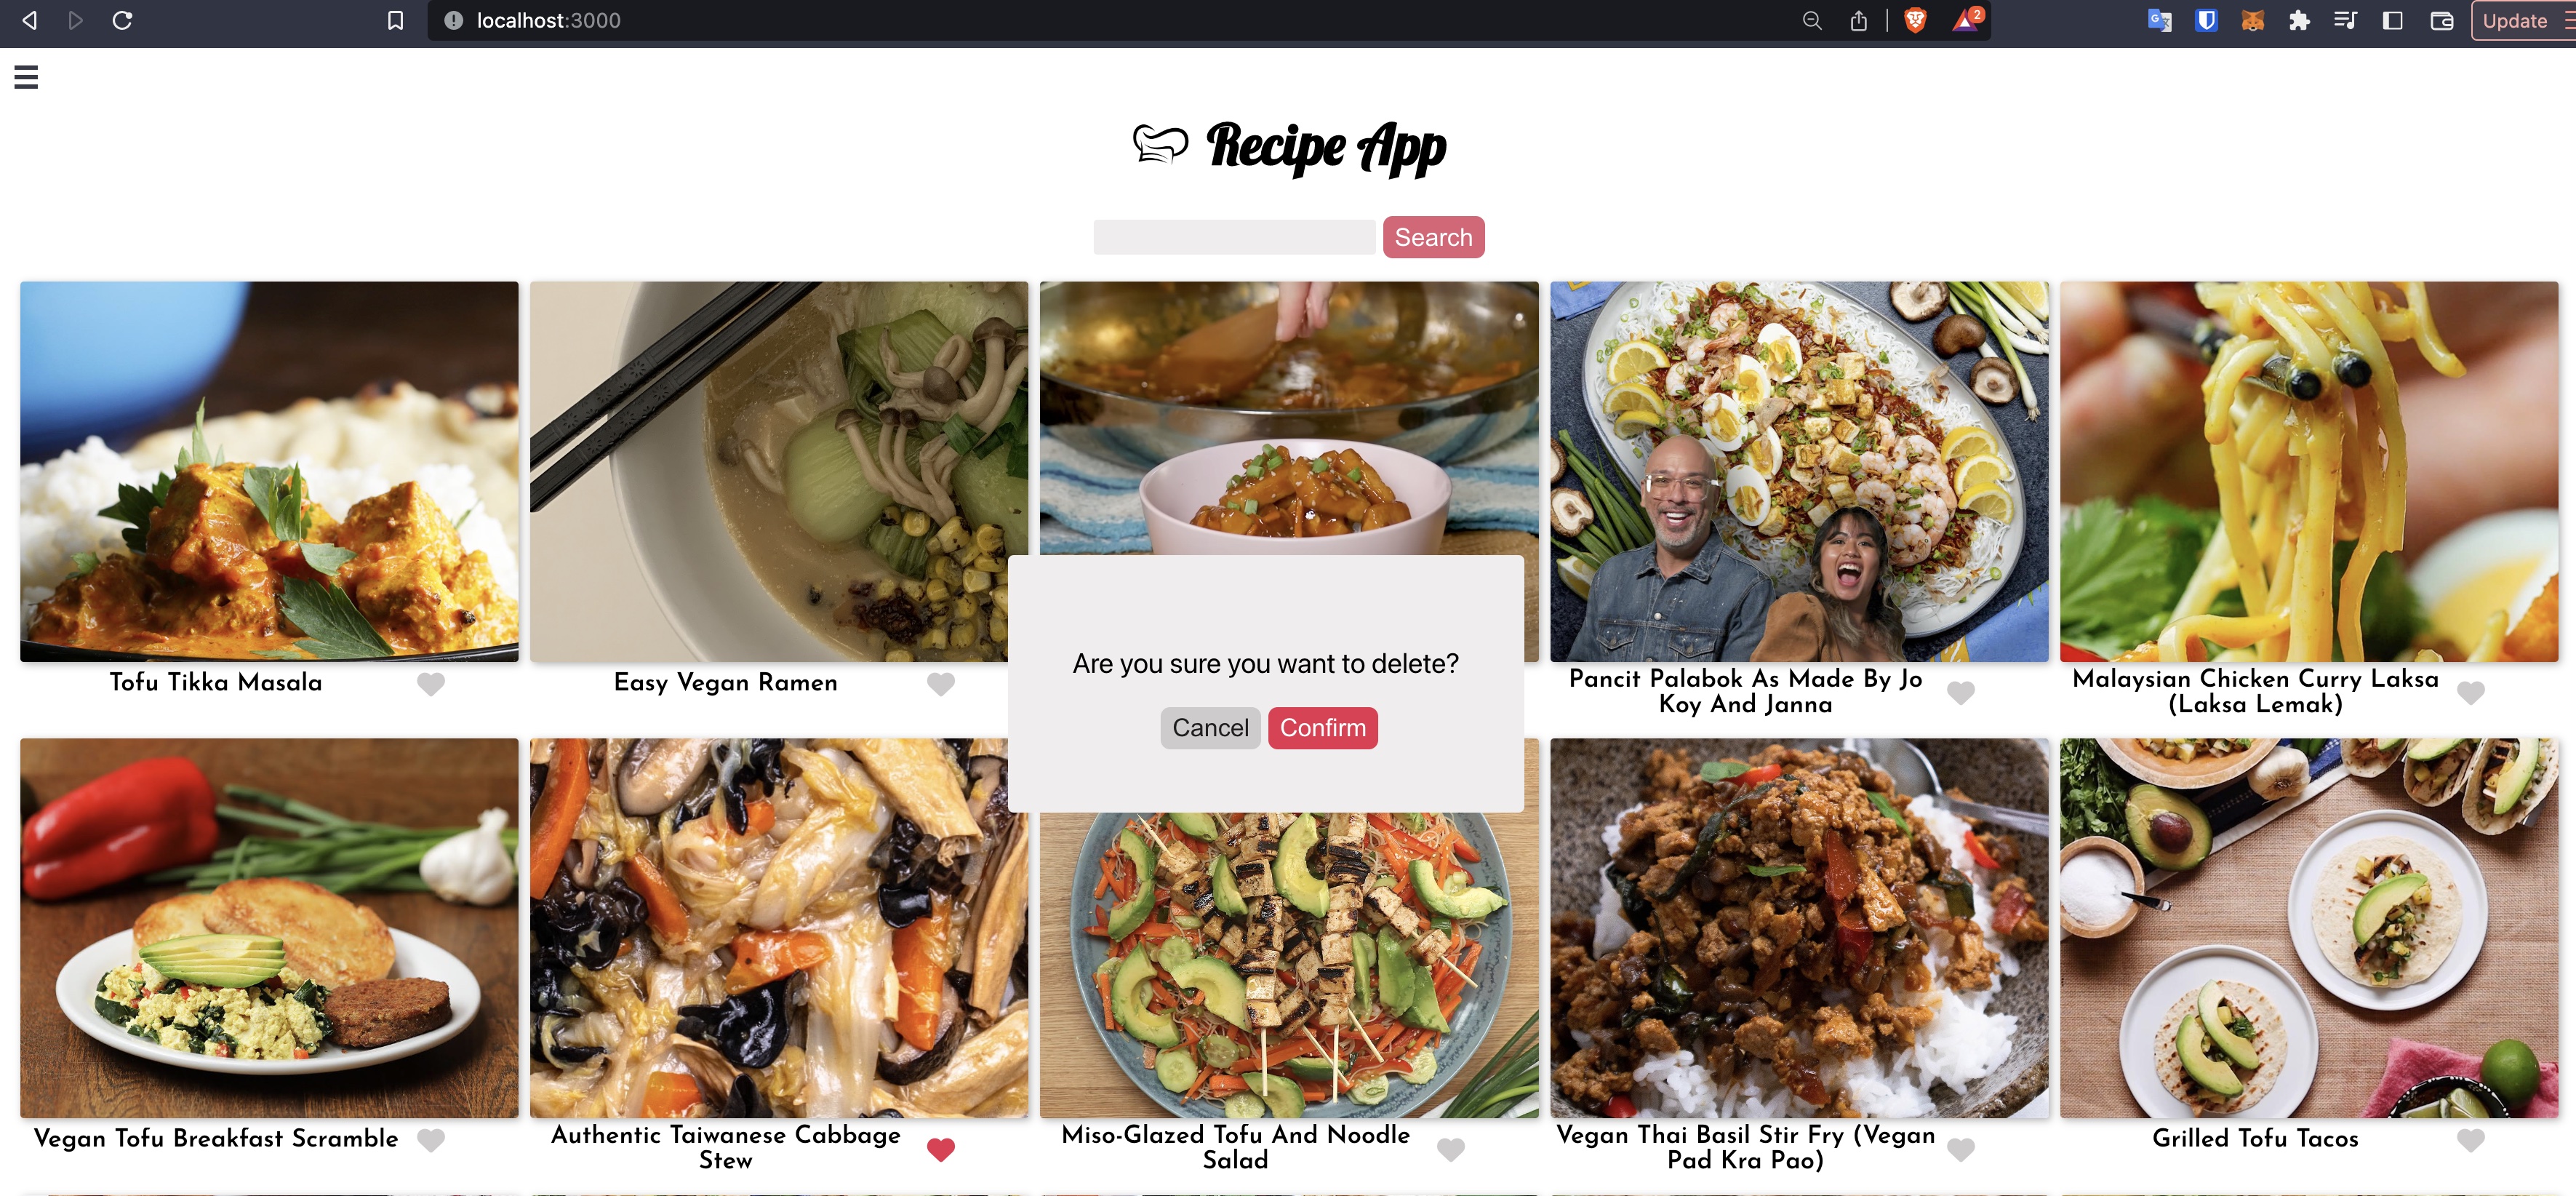 localhost:3000
2
Update
Recipe App
Search
Tofu Tikka Masala
Easy Vegan Ramen
Pancit Palabok As Made By Jo
Koy And Janna
Malaysian Chicken Curry Laksa
(Laksa Lemak)
Are you sure you want to delete?
Cancel
Confirm
Vegan Tofu Breakfast Scramble
Authentic Taiwanese Cabbage
Stew
Miso-Glazed Tofu And Noodle
Salad
Vegan Thai Basil Stir Fry (Vegan
Pad Kra Pao)
Grilled Tofu Tacos